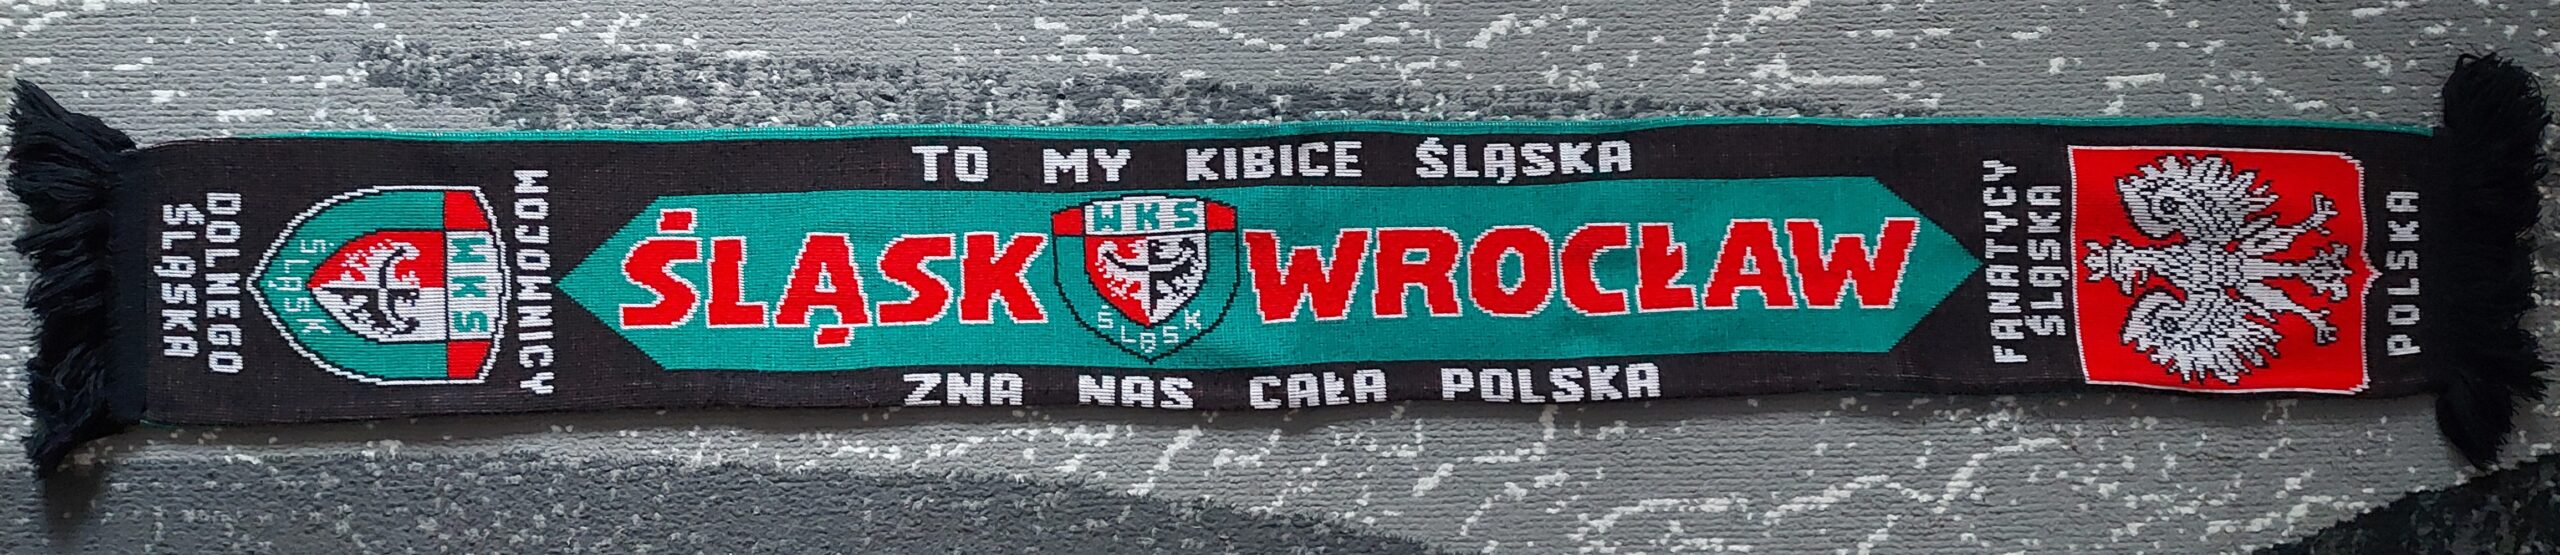 TO MY KIBICE ŚLĄSKA
WOJOWNICY
WKS
ŚLĄSK
DOLNEGO
ŚLĄSKA
ŚLĄSK WROCŁAW
WKS
ŚLĄSK
FANATYCY
ŚLĄSKA
POLSKA
ZNA NAS CAŁA POLSKA